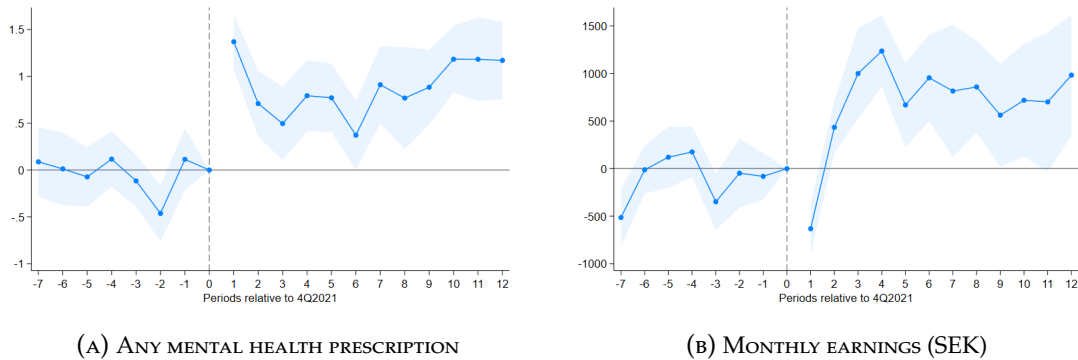 1.5
1
.5
0
-.5
-1
-7 -6 -5 -4 -3 -2 -1 0 1 2 3 4 5 6 7 8 9 10 11 12
Periods relative to 4Q2021
(A) Any mental health prescription
1500
1000
500
0
-500
-1000
-7 -6 -5 -4 -3 -2 -1 0 1 2 3 4 5 6 7 8 9 10 11 12
Periods relative to 4Q2021
(B) Monthly earnings (SEK)